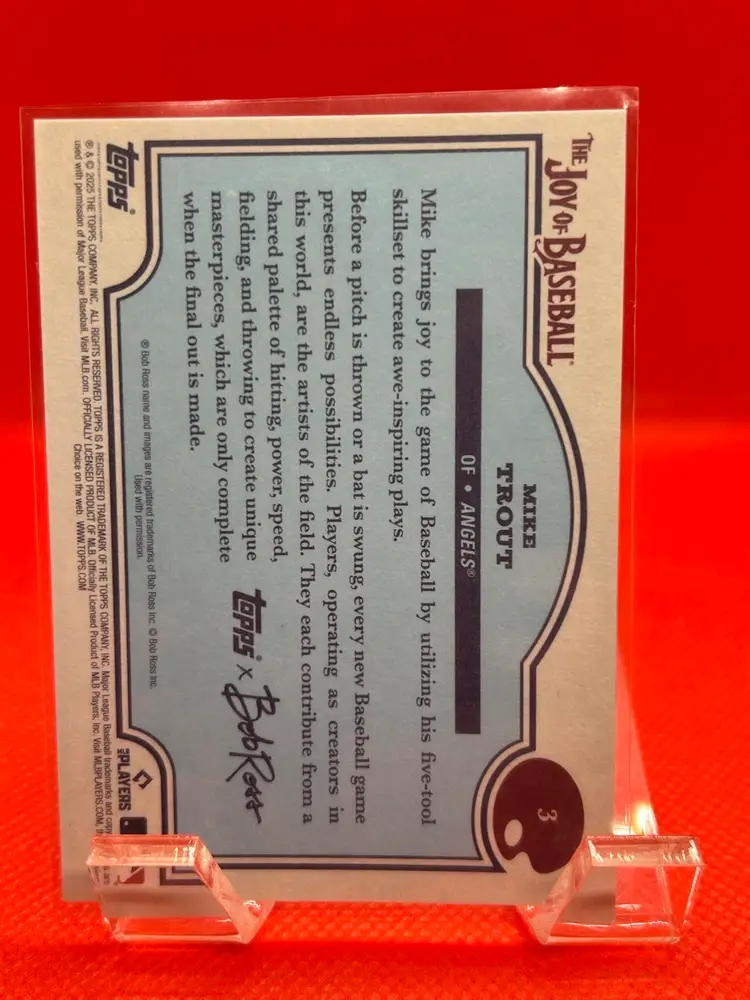 THE JOY OF BASEBALL
3
MIKE
TROUT
OF • ANGELS®
Mike brings joy to the game of Baseball by utilizing his five-tool
skillset to create awe-inspiring plays.
Before a pitch is thrown or a bat is swung, every new Baseball game
presents endless possibilities. Players, operating as creators in
this world, are the artists of the field. They each contribute from a
shared palette of hitting, power, speed,
fielding, and throwing to create unique
masterpieces, which are only complete
when the final out is made.
topps® x Bob Ross
® Bob Ross name and images are registered trademarks of Bob Ross Inc. © Bob Ross Inc.
Used with permission.
topps®
MLB PLAYERS
® & © 2025 THE TOPPS COMPANY, INC. ALL RIGHTS RESERVED. TOPPS IS A REGISTERED TRADEMARK OF THE TOPPS COMPANY, INC. Major League Baseball trademarks and copyrights are
used with permission of Major League Baseball. Visit MLB.com. OFFICIALLY LICENSED PRODUCT OF MLB Players, Inc. Visit MLBPLAYERS.COM, the
Choice on the web. WWW.TOPPS.COM